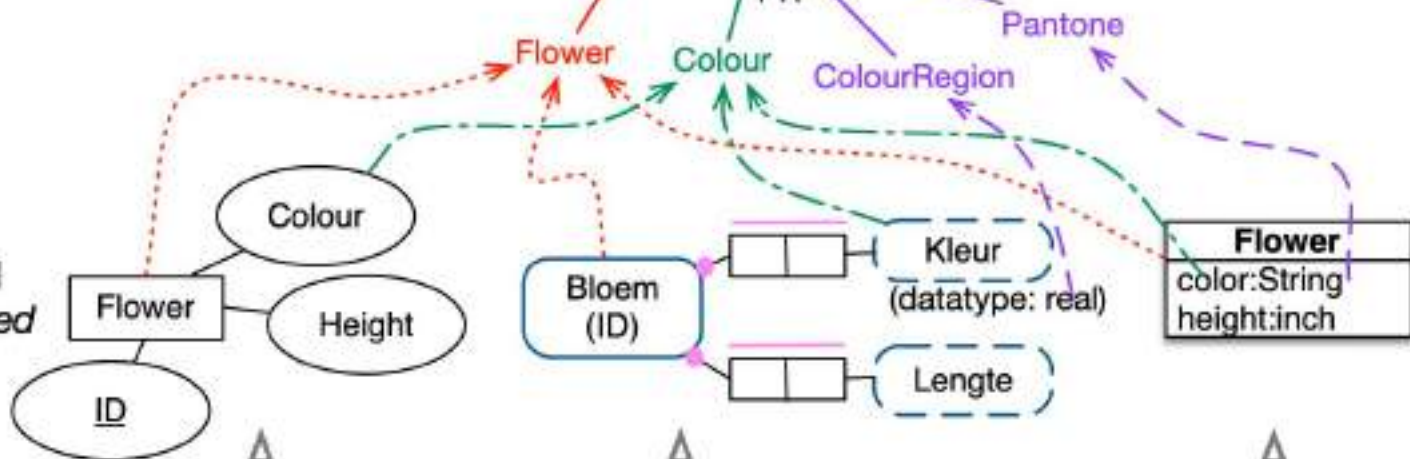 Pantone
Flower
Colour
ColourRegion
Colour
Kleur
Flower
Bloem
(ID)
(datatype: real)
color:String
Flower
Height
height:inch
ed
Lengte
ID